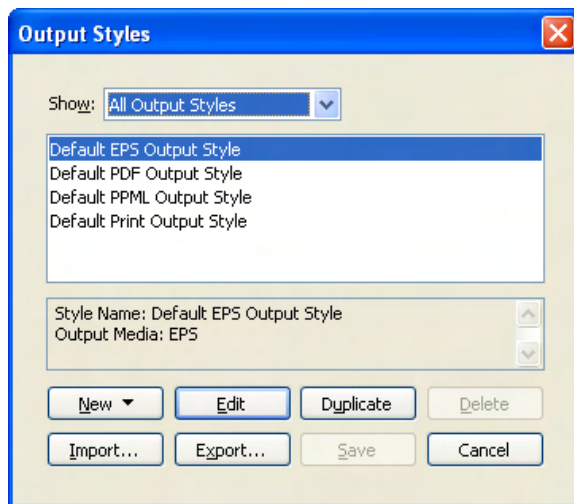 Output Styles
Show: All Output Styles
Default EPS Output Style
Default PDF Output Style
Default PPML Output Style
Default Print Output Style
Style Name: Default EPS Output Style
Output Media: EPS
New Edit Duplicate Delete
Import... Export... Save Cancel